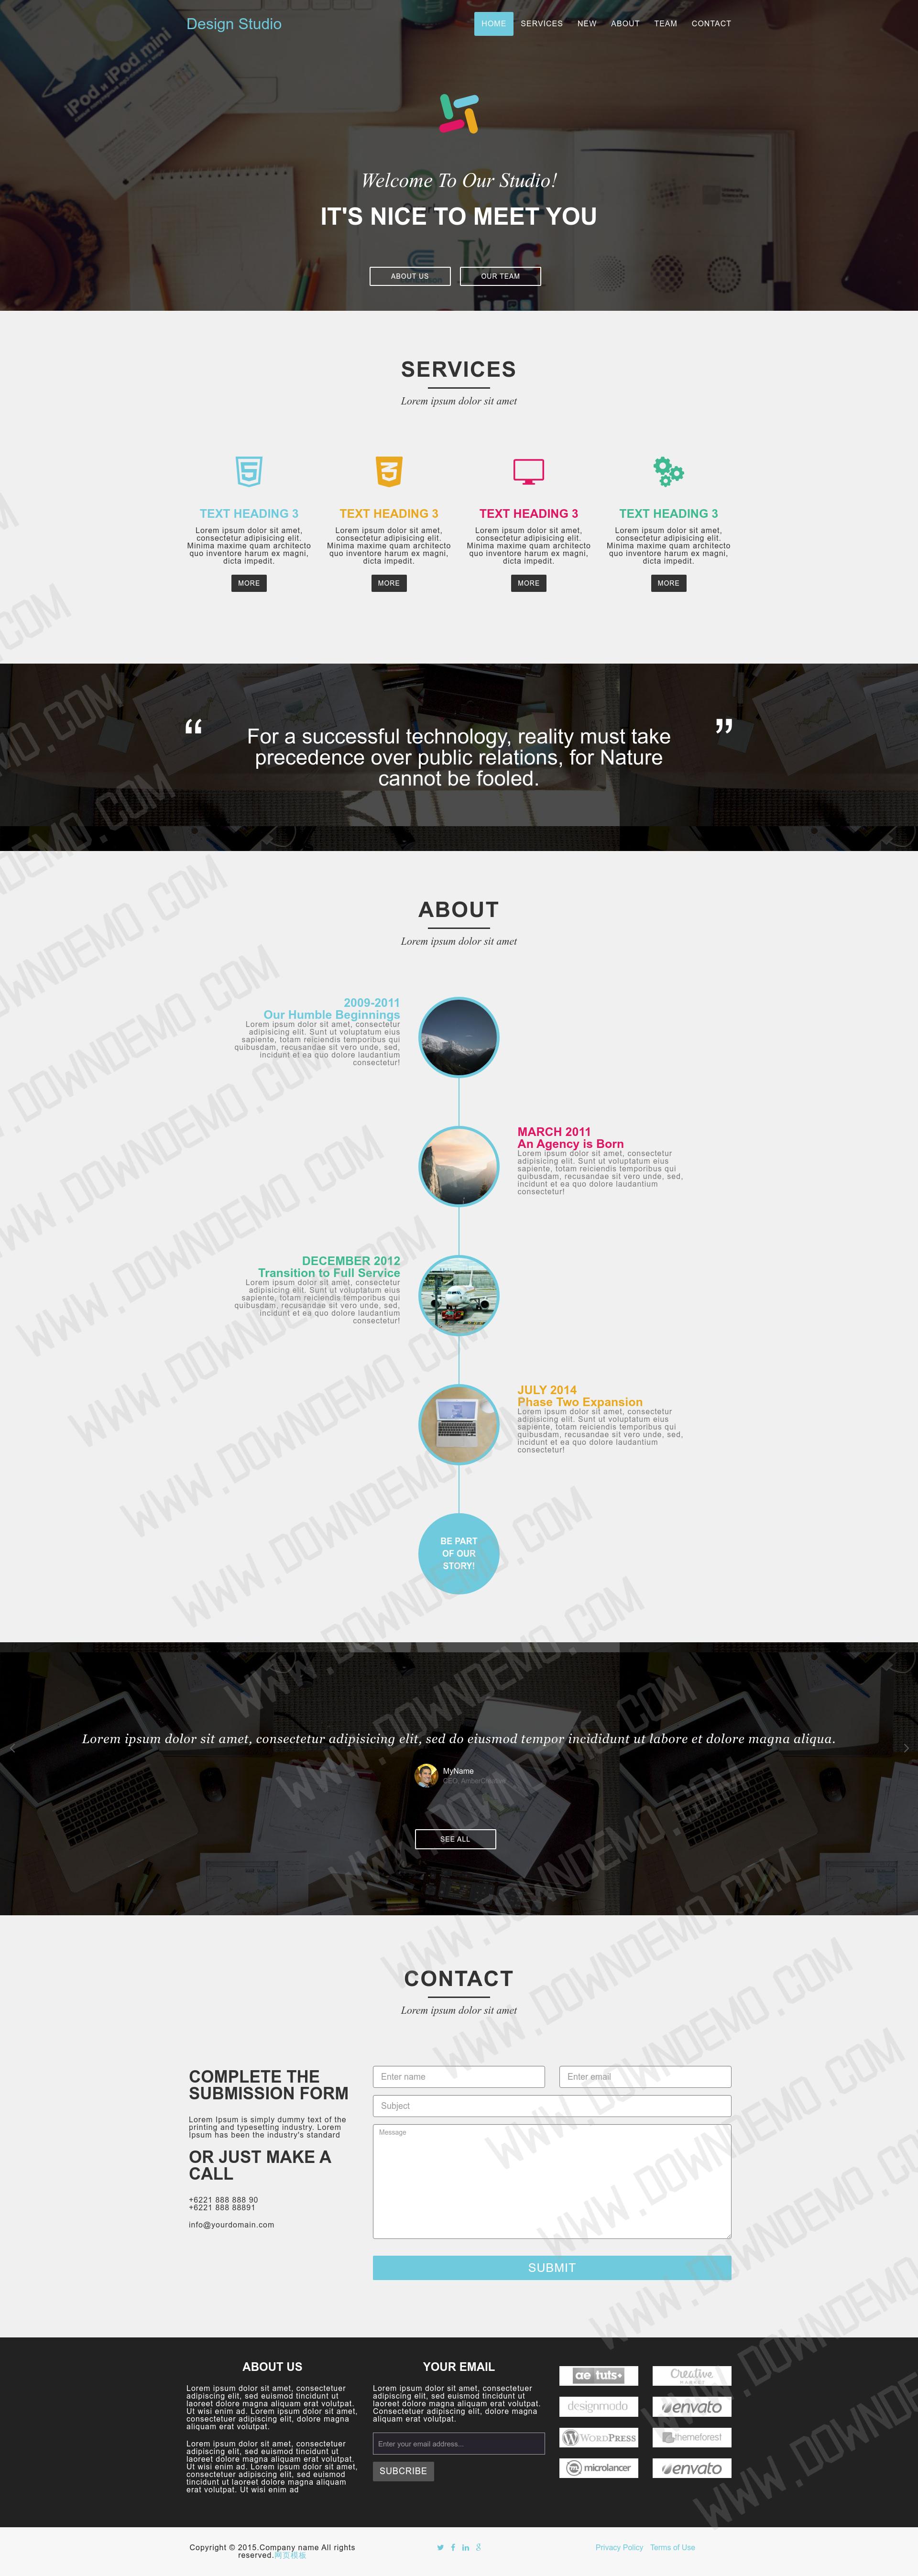 Design Studio
HOME SERVICES NEW ABOUT TEAM CONTACT
iPod x iPad mini
Welcome To Our Studio!
IT'S NICE TO MEET YOU
ABOUT US
OUR TEAM
SERVICES
Lorem ipsum dolor sit amet
TEXT HEADING 3
Lorem ipsum dolor sit amet,
consectetur adipisicing elit.
Minima maxime quam architecto
quo inventore harum ex magni,
dicta impedit.
MORE
TEXT HEADING 3
Lorem ipsum dolor sit amet,
consectetur adipisicing elit.
Minima maxime quam architecto
quo inventore harum ex magni,
dicta impedit.
MORE
TEXT HEADING 3
Lorem ipsum dolor sit amet,
consectetur adipisicing elit.
Minima maxime quam architecto
quo inventore harum ex magni,
dicta impedit.
MORE
TEXT HEADING 3
Lorem ipsum dolor sit amet,
consectetur adipisicing elit.
Minima maxime quam architecto
quo inventore harum ex magni,
dicta impedit.
MORE
“ For a successful technology, reality must take ”
precedence over public relations, for Nature
cannot be fooled.
ABOUT
Lorem ipsum dolor sit amet
2009-2011
Our Humble Beginnings
Lorem ipsum dolor sit amet, consectetur
adipisicing elit. Sunt ut voluptatum eius
sapiente, totam reiciendis temporibus qui
quibusdam, recusandae sit vero unde, sed,
incidunt et ea quo dolore laudantium
consectetur!
MARCH 2011
An Agency is Born
Lorem ipsum dolor sit amet, consectetur
adipisicing elit. Sunt ut voluptatum eius
sapiente, totam reiciendis temporibus qui
quibusdam, recusandae sit vero unde, sed,
incidunt et ea quo dolore laudantium
consectetur!
DECEMBER 2012
Transition to Full Service
Lorem ipsum dolor sit amet, consectetur
adipisicing elit. Sunt ut voluptatum eius
sapiente, totam reiciendis temporibus qui
quibusdam, recusandae sit vero unde, sed,
incidunt et ea quo dolore laudantium
consectetur!
JULY 2014
Phase Two Expansion
Lorem ipsum dolor sit amet, consectetur
adipisicing elit. Sunt ut voluptatum eius
sapiente, totam reiciendis temporibus qui
quibusdam, recusandae sit vero unde, sed,
incidunt et ea quo dolore laudantium
consectetur!
BE PART
OF OUR
STORY!
Lorem ipsum dolor sit amet, consectetur adipisicing elit, sed do eiusmod tempor incididunt ut labore et dolore magna aliqua.
MyName
SEE ALL
CONTACT
Lorem ipsum dolor sit amet
COMPLETE THE
SUBMISSION FORM
Lorem Ipsum is simply dummy text of the
printing and typesetting industry. Lorem
Ipsum has been the industry's standard
OR JUST MAKE A
CALL
+6221 888 888 90
+6221 888 88891
info@yourdomain.com
Enter name
Enter email
Subject
Message
SUBMIT
ABOUT US
Lorem ipsum dolor sit amet, consectetuer
adipiscing elit, sed euismod tincidunt ut
laoreet dolore magna aliquam erat volutpat.
Ut wisi enim ad. Lorem ipsum dolor sit amet,
consectetuer adipiscing elit, dolore magna
aliquam erat volutpat.
Lorem ipsum dolor sit amet, consectetuer
adipiscing elit, sed euismod tincidunt ut
laoreet dolore magna aliquam erat volutpat.
Ut wisi enim ad. Lorem ipsum dolor sit amet,
consectetuer adipiscing elit, sed euismod
tincidunt ut laoreet dolore magna aliquam
erat volutpat. Ut wisi enim ad
YOUR EMAIL
Lorem ipsum dolor sit amet, consectetuer
adipiscing elit, sed euismod tincidunt ut
laoreet dolore magna aliquam erat volutpat.
Consectetuer adipiscing elit, dolore magna
aliquam erat volutpat.
Enter your email address...
SUBCRIBE
ae tuts+
Creative
MARKET
designmodo
envato
WORDPRESS
themeforest
microlancer
envato
Copyright © 2015.Company name All rights
reserved.网页模板
Privacy Policy Terms of Use
WWW.DOWNDEMO.COM